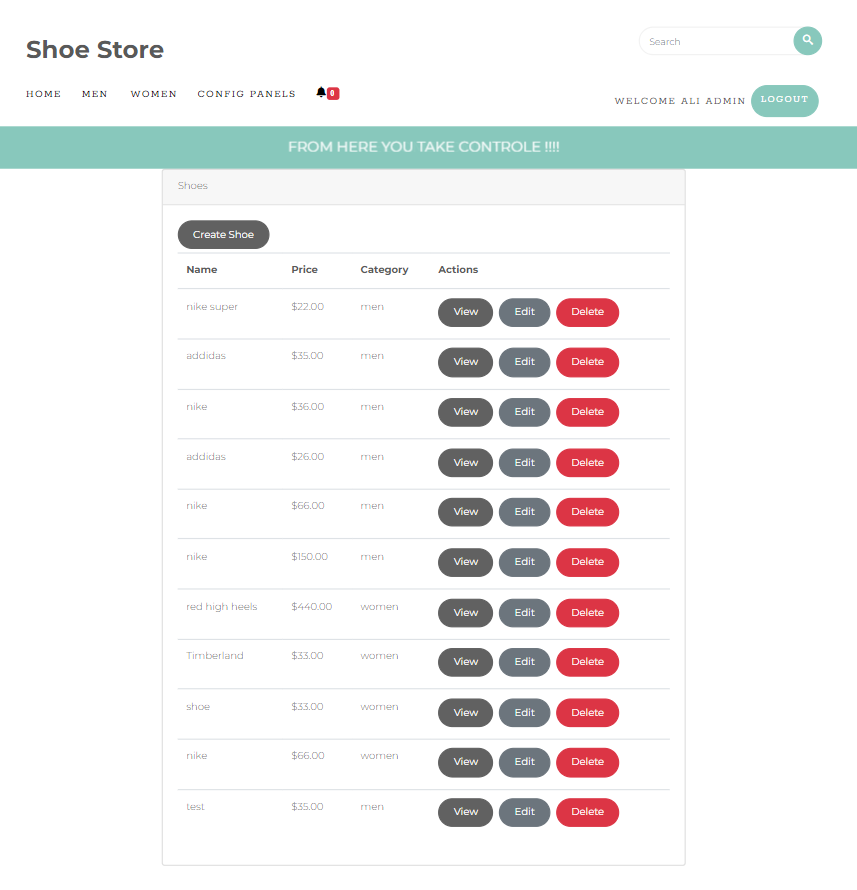 Shoe Store
Search
HOME MEN WOMEN CONFIG PANELS 0
WELCOME ALI ADMIN LOGOUT
FROM HERE YOU TAKE CONTROLE !!!!
Shoes
Create Shoe
Name Price Category Actions
nike super $22.00 men View Edit Delete
addidas $35.00 men View Edit Delete
nike $36.00 men View Edit Delete
addidas $26.00 men View Edit Delete
nike $66.00 men View Edit Delete
nike $150.00 men View Edit Delete
red high heels $440.00 women View Edit Delete
Timberland $33.00 women View Edit Delete
shoe $33.00 women View Edit Delete
nike $66.00 women View Edit Delete
test $35.00 men View Edit Delete